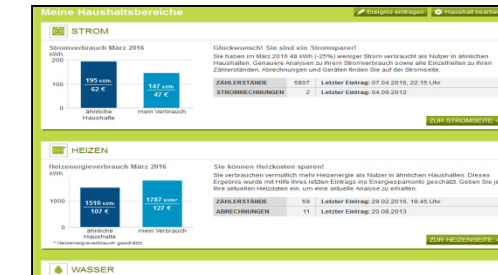 Meine Haushaltsbereiche
Ereignis eintragen
Haushalt bearbe
STROM
Stromverbrauch März 2016
kWh
200
100
0
195 kWh
62 €
147 kWh
47 €
ähnliche
Haushalte
mein Verbrauch
Glückwunsch! Sie sind ein Stromsparer!
Sie haben im März 2016 48 kWh (-25%) weniger Strom verbraucht als Nutzer in ähnlichen
Haushalten. Genauere Analysen zu Ihrem Stromverbrauch sowie alle Einzelheiten zu Ihren
Zählerständen, Abrechnungen und Geräten finden Sie auf der Stromseite.
ZÄHLERSTÄNDE 5607 Letzter Eintrag: 07.04.2016, 22:15 Uhr
STROMRECHNUNGEN 2 Letzter Eintrag: 04.09.2012
ZUR STROMSEITE >
HEIZEN
Heizenergieverbrauch März 2016
kWh
1000
0
1510 kWh
107 €
1787 kWh*
127 €
ähnliche
Haushalte
mein Verbrauch
* Heizenergieverbrauch geschätzt
Sie können Heizkosten sparen!
Sie verbrauchen vermutlich mehr Heizenergie als Nutzer in ähnlichen Haushalten. Dieses
Ergebnis wurde mit Hilfe Ihres letzten Eintrags ins Energiesparkonto geschätzt. Geben Sie je
Ihre aktuellen Heizdaten ein, um eine aktuelle Analyse zu erhalten.
ZÄHLERSTÄNDE 59 Letzter Eintrag: 29.02.2016, 18:45 Uhr
ABRECHNUNGEN 11 Letzter Eintrag: 20.08.2013
ZUR HEIZENSEITE >
WASSER